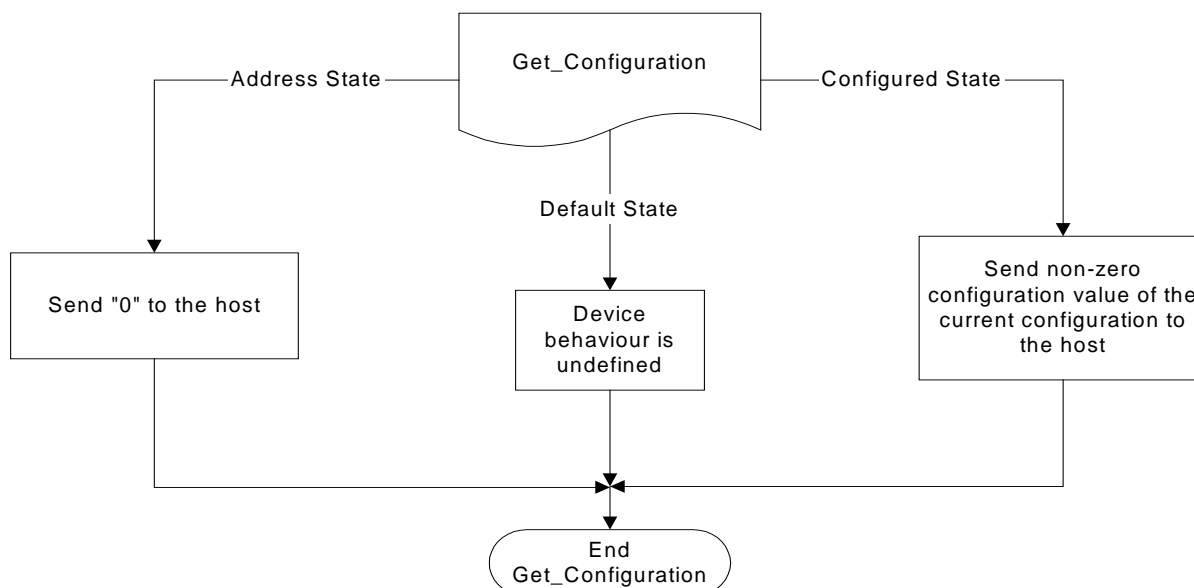 Get_Configuration
Address State
Configured State
Default State
Send "0" to the host
Device
behaviour is
undefined
Send non-zero
configuration value of the
current configuration to
the host
End
Get_Configuration